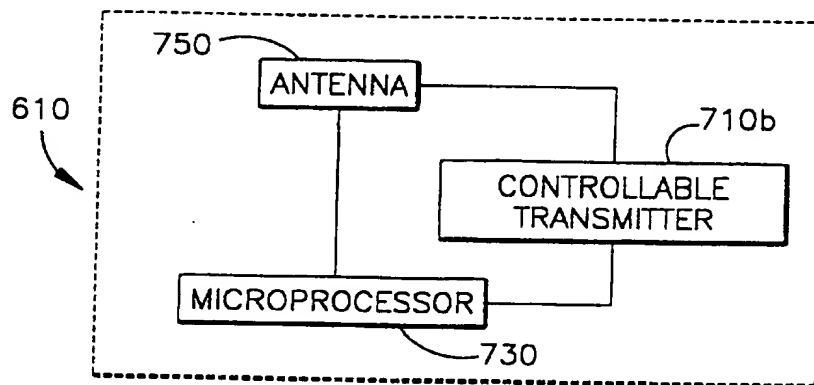 750
ANTENNA
610
710b
CONTROLLABLE
TRANSMITTER
MICROPROCESSOR
730